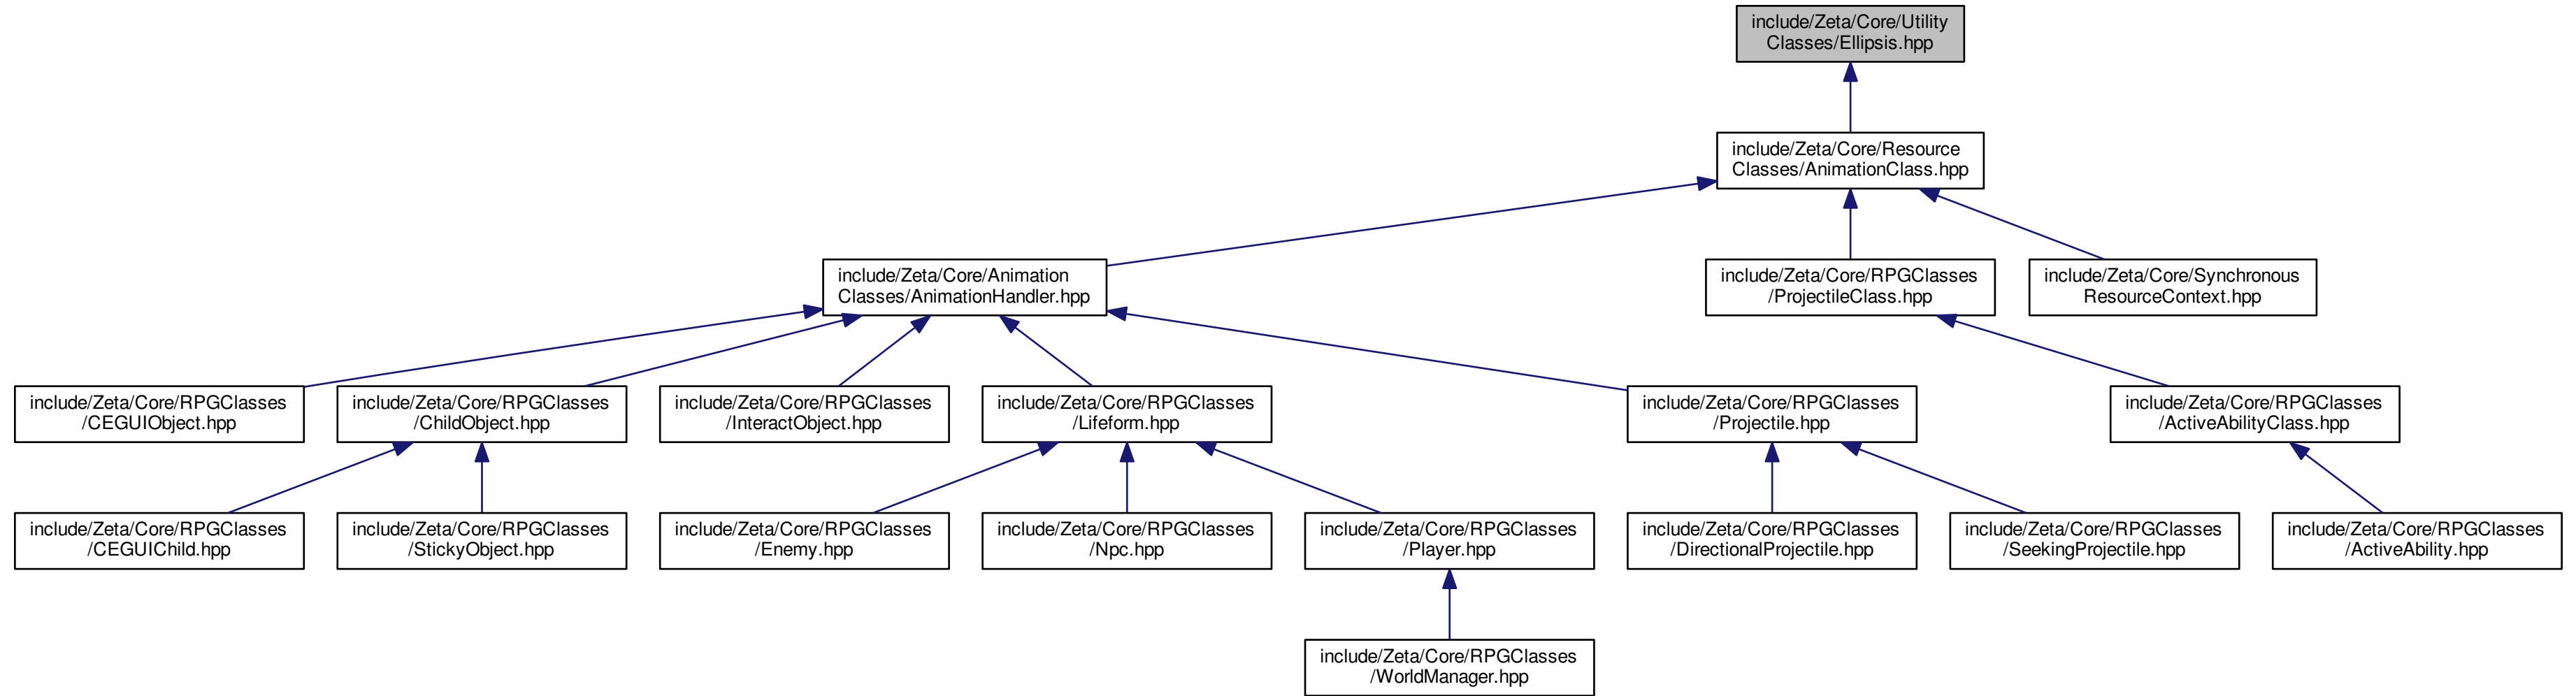 include/Zeta/Core/Utility
Classes/Ellipsis.hpp
include/Zeta/Core/Resource
Classes/AnimationClass.hpp
include/Zeta/Core/Animation
Classes/AnimationHandler.hpp
include/Zeta/Core/RPGClasses
/ProjectileClass.hpp
include/Zeta/Core/Synchronous
ResourceContext.hpp
include/Zeta/Core/RPGClasses
/CEGUIObject.hpp
include/Zeta/Core/RPGClasses
/ChildObject.hpp
include/Zeta/Core/RPGClasses
/InteractObject.hpp
include/Zeta/Core/RPGClasses
/Lifeform.hpp
include/Zeta/Core/RPGClasses
/Projectile.hpp
include/Zeta/Core/RPGClasses
/ActiveAbilityClass.hpp
include/Zeta/Core/RPGClasses
/CEGUIChild.hpp
include/Zeta/Core/RPGClasses
/StickyObject.hpp
include/Zeta/Core/RPGClasses
/Enemy.hpp
include/Zeta/Core/RPGClasses
/Npc.hpp
include/Zeta/Core/RPGClasses
/Player.hpp
include/Zeta/Core/RPGClasses
/DirectionalProjectile.hpp
include/Zeta/Core/RPGClasses
/SeekingProjectile.hpp
include/Zeta/Core/RPGClasses
/ActiveAbility.hpp
include/Zeta/Core/RPGClasses
/WorldManager.hpp